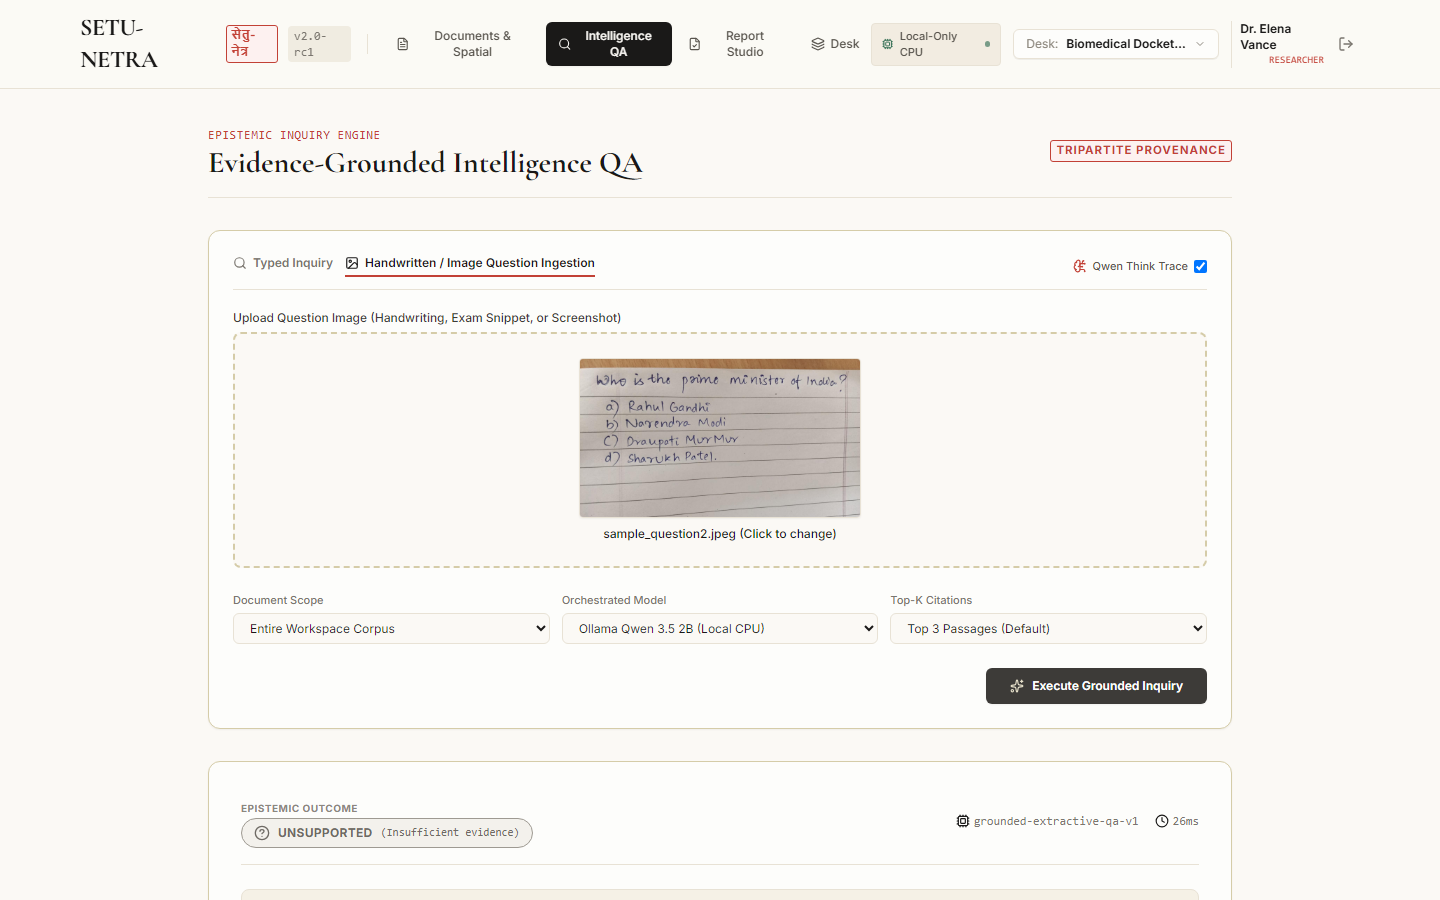 SETU-
NETRA
सेतु-
नेत्र
v2.0-
rc1
Documents &
Spatial
Intelligence
QA
Report
Studio
Desk
Local-Only
CPU
Desk: Biomedical Docket...
Dr. Elena
Vance
RESEARCHER
EPISTEMIC INQUIRY ENGINE
Evidence-Grounded Intelligence QA
TRIPARTITE PROVENANCE
Typed Inquiry
Handwritten / Image Question Ingestion
Qwen Think Trace
Upload Question Image (Handwriting, Exam Snippet, or Screenshot)
Who is the prime minister of India?
a) Rahul Gandhi
b) Narendra Modi
c) Draupati MurMur
d) Sharukh Patel.
sample_question2.jpeg (Click to change)
Document Scope
Entire Workspace Corpus
Orchestrated Model
Ollama Qwen 3.5 2B (Local CPU)
Top-K Citations
Top 3 Passages (Default)
Execute Grounded Inquiry
EPISTEMIC OUTCOME
UNSUPPORTED (Insufficient evidence)
grounded-extractive-qa-v1
26ms